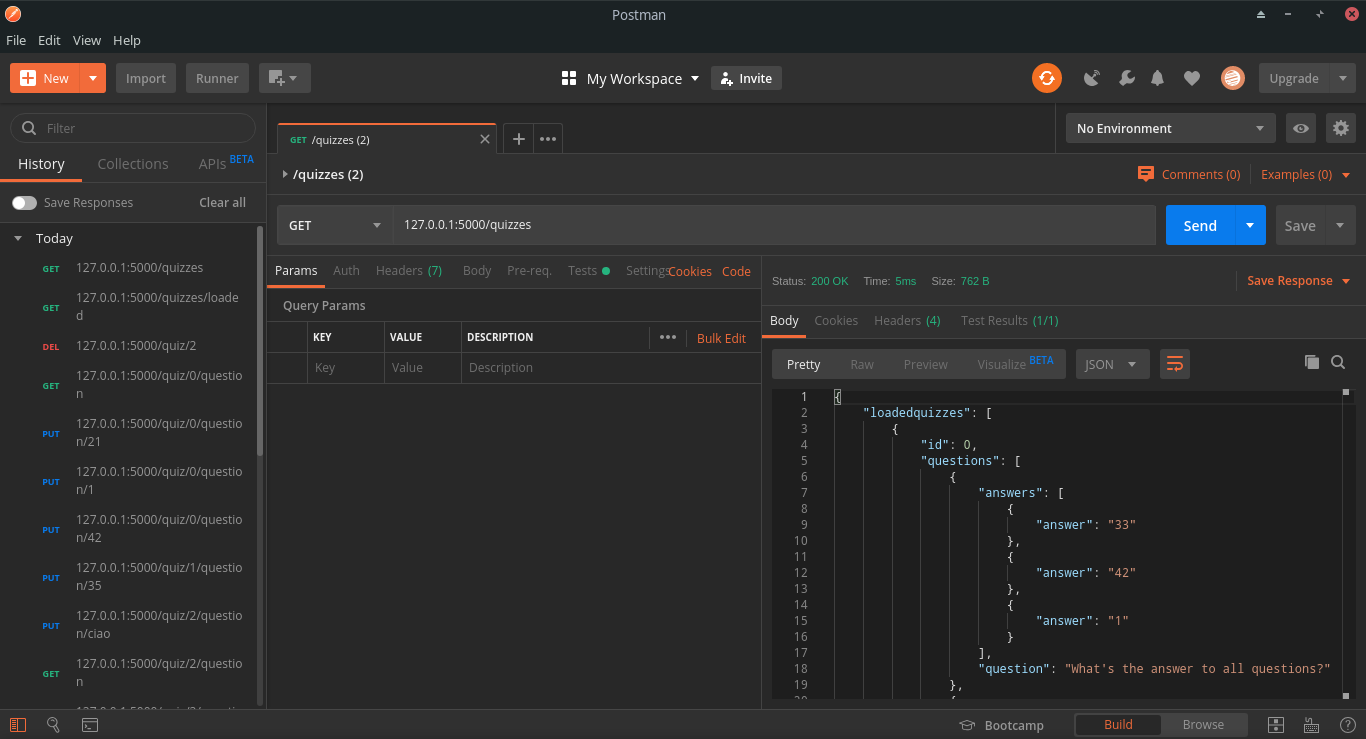 Postman
File Edit View Help
New
Import
Runner
My Workspace
Invite
Upgrade
Filter
History
Collections
APIs BETA
Save Responses
Clear all
Today
GET 127.0.0.1:5000/quizzes
GET 127.0.0.1:5000/quizzes/loade
d
DEL 127.0.0.1:5000/quiz/2
GET 127.0.0.1:5000/quiz/0/questio
n
PUT 127.0.0.1:5000/quiz/0/questio
n/21
PUT 127.0.0.1:5000/quiz/0/questio
n/1
PUT 127.0.0.1:5000/quiz/0/questio
n/42
PUT 127.0.0.1:5000/quiz/1/questio
n/35
PUT 127.0.0.1:5000/quiz/2/questio
n/ciao
GET 127.0.0.1:5000/quiz/2/questio
n
GET /quizzes (2)
No Environment
/quizzes (2)
Comments (0)
Examples (0)
GET
127.0.0.1:5000/quizzes
Send
Save
Params Auth Headers (7) Body Pre-req. Tests Settings Cookies Code
Query Params
KEY VALUE DESCRIPTION
Bulk Edit
Key Value Description
Status: 200 OK Time: 5ms Size: 762 B
Save Response
Body Cookies Headers (4) Test Results (1/1)
Pretty Raw Preview Visualize BETA
JSON
1 {
2 "loadedquizzes": [
3 {
4 "id": 0,
5 "questions": [
6 {
7 "answers": [
8 {
9 "answer": "33"
10 },
11 {
12 "answer": "42"
13 },
14 {
15 "answer": "1"
16 }
17 ],
18 "question": "What's the answer to all questions?"
19 },
20 {
Bootcamp
Build
Browse